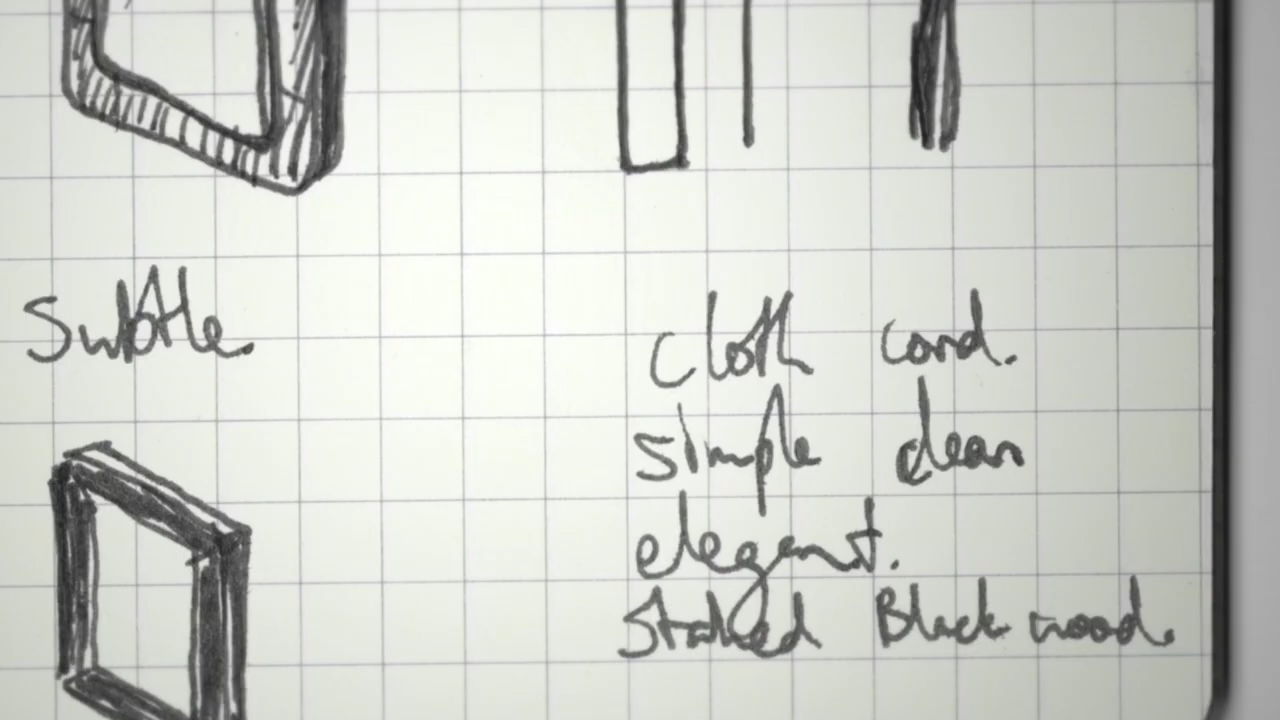 Subtle.
Cloth cord.
simple clean
elegant.
Stained Black wood.